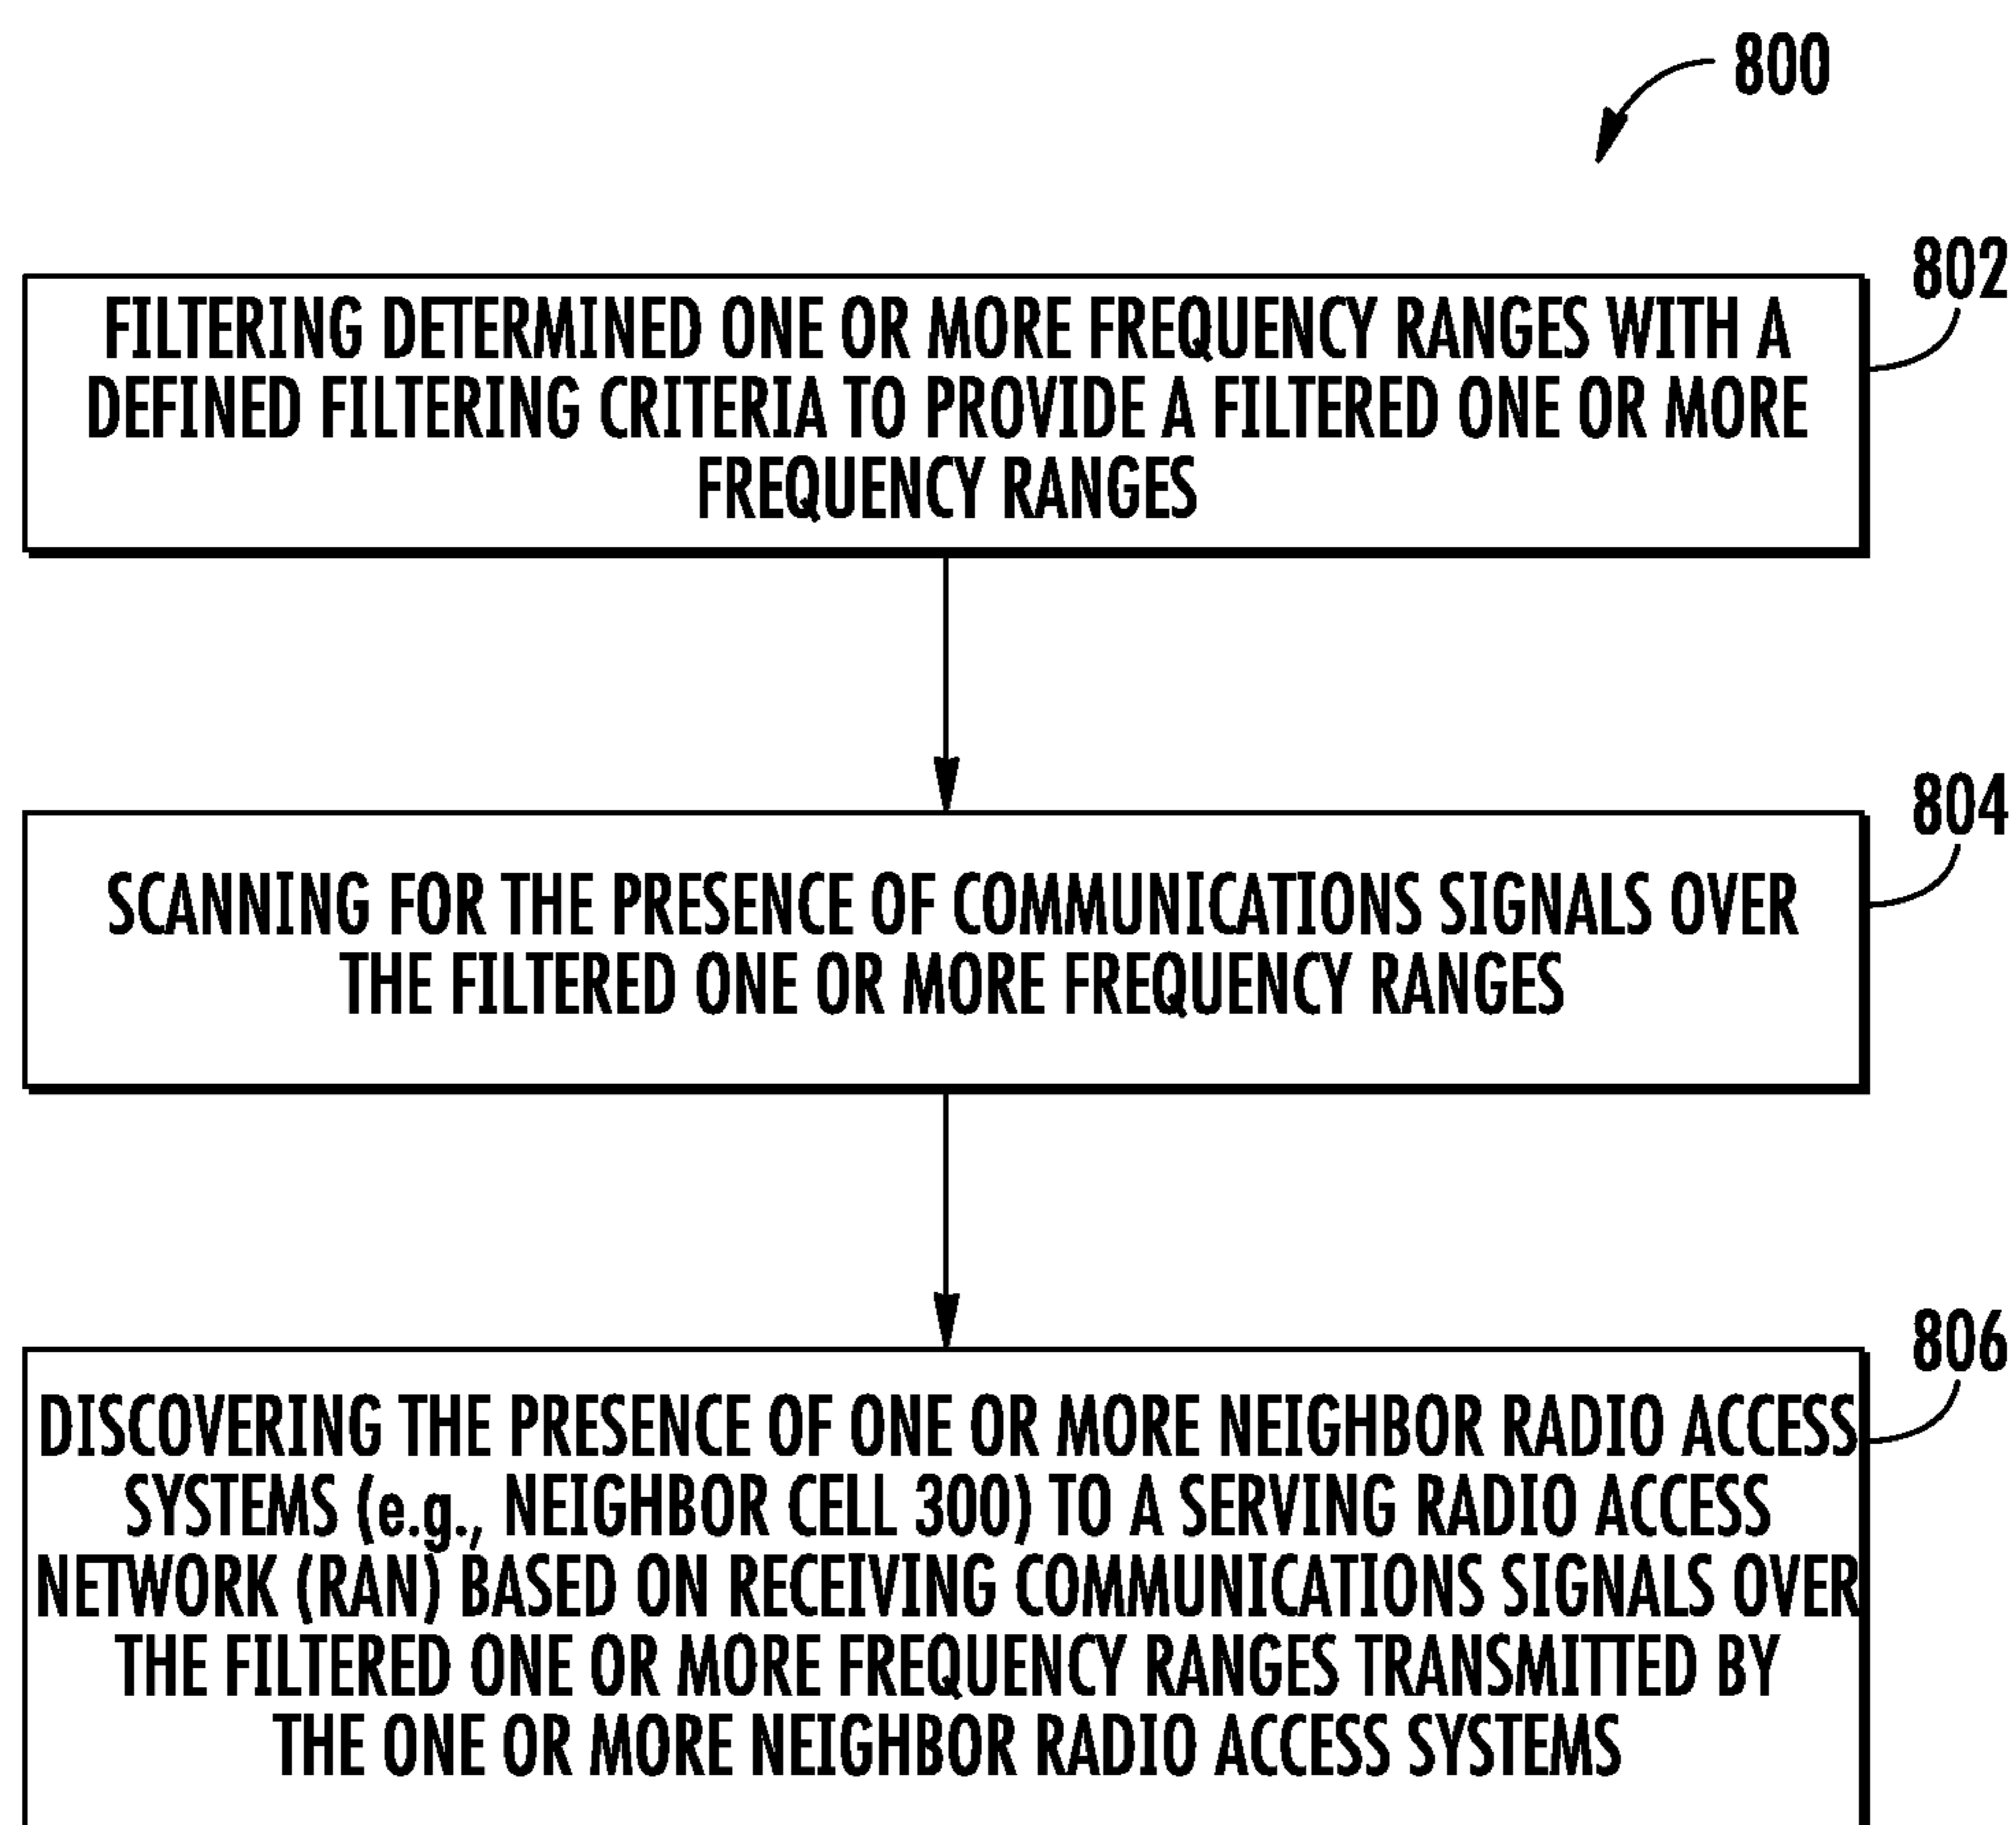 800
802
FILTERING DETERMINED ONE OR MORE FREQUENCY RANGES WITH A
DEFINED FILTERING CRITERIA TO PROVIDE A FILTERED ONE OR MORE
FREQUENCY RANGES
804
SCANNING FOR THE PRESENCE OF COMMUNICATIONS SIGNALS OVER
THE FILTERED ONE OR MORE FREQUENCY RANGES
806
DISCOVERING THE PRESENCE OF ONE OR MORE NEIGHBOR RADIO ACCESS
SYSTEMS (e.g., NEIGHBOR CELL 300) TO A SERVING RADIO ACCESS
NETWORK (RAN) BASED ON RECEIVING COMMUNICATIONS SIGNALS OVER
THE FILTERED ONE OR MORE FREQUENCY RANGES TRANSMITTED BY
THE ONE OR MORE NEIGHBOR RADIO ACCESS SYSTEMS